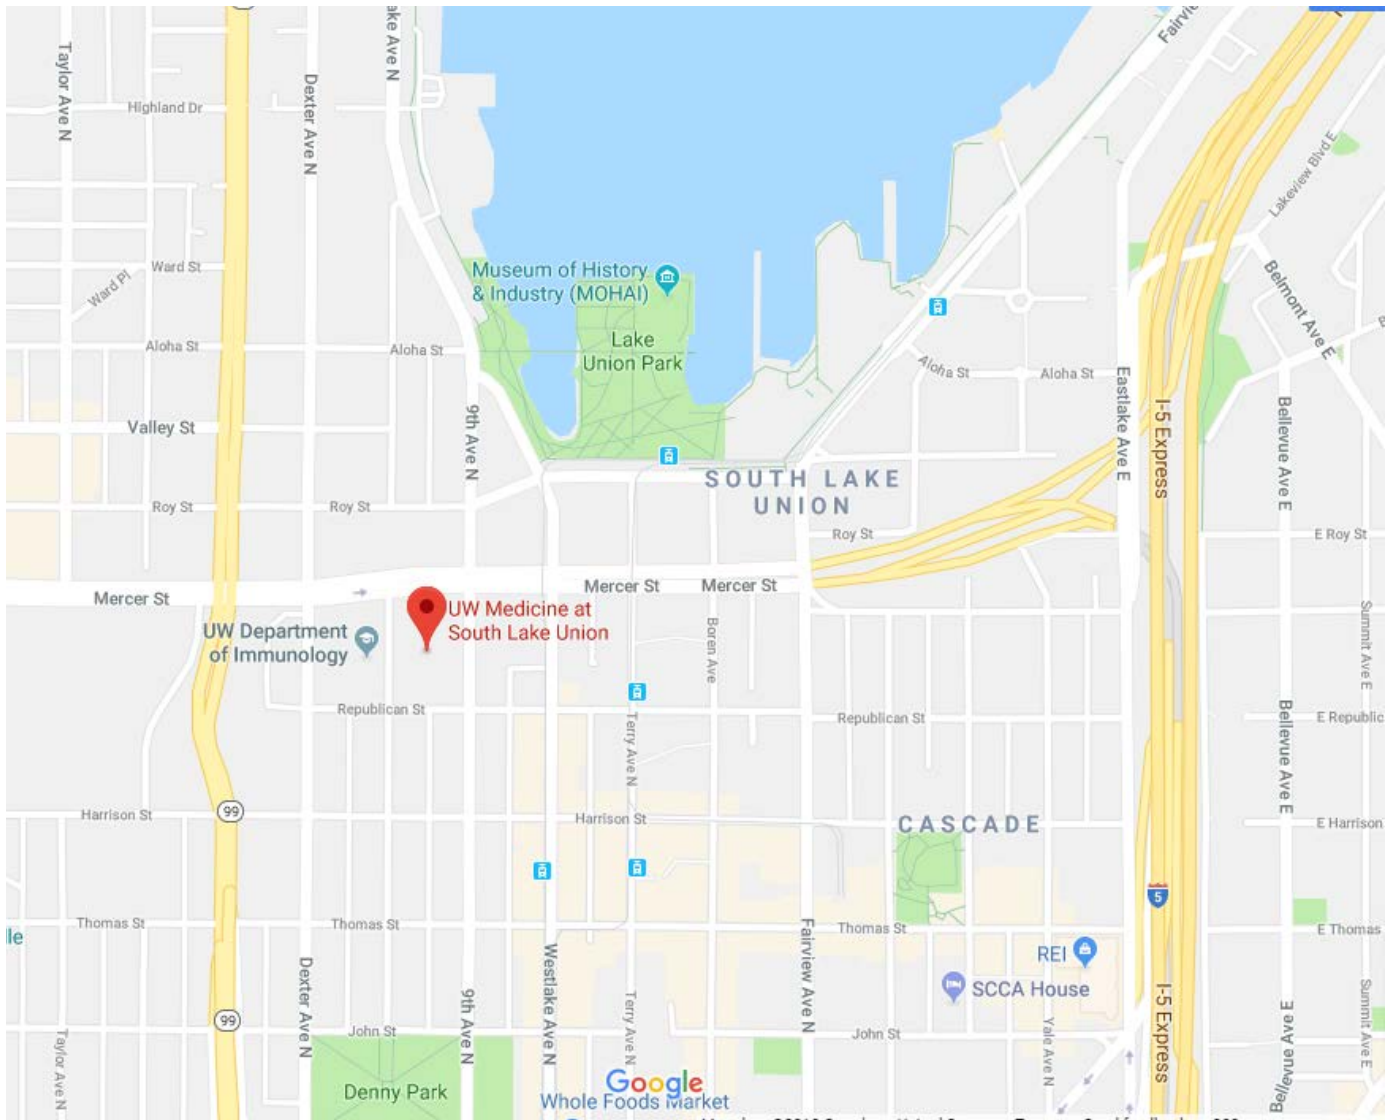 Taylor Ave N
Dexter Ave N
ake Ave N
Fairvie
Highland Dr
Lakeview Blvd E
Ward St
Ward Pl
Museum of History
& Industry (MOHAI)
Belmont Ave E
Lake
Union Park
Aloha St
Aloha St
Aloha St
Aloha St
Eastlake Ave E
I-5 Express
Bellevue Ave E
Valley St
9th Ave N
SOUTH LAKE
UNION
Roy St
Roy St
Roy St
E Roy St
Mercer St
Mercer St
Mercer St
UW Medicine at
South Lake Union
UW Department
of Immunology
Boren Ave
Summit Ave E
Republican St
Republican St
E Republic
Terry Ave N
Bellevue Ave E
99
Harrison St
Harrison St
CASCADE
E Harrison
5
Thomas St
Thomas St
Thomas St
E Thomas
lle
Fairview Ave N
REI
SCCA House
Dexter Ave N
9th Ave N
Westlake Ave N
Terry Ave N
I-5 Express
Summit Ave E
Bellevue Ave E
99
John St
John St
Yale Ave N
Taylor Ave N
Denny Park
Google
Whole Foods Market